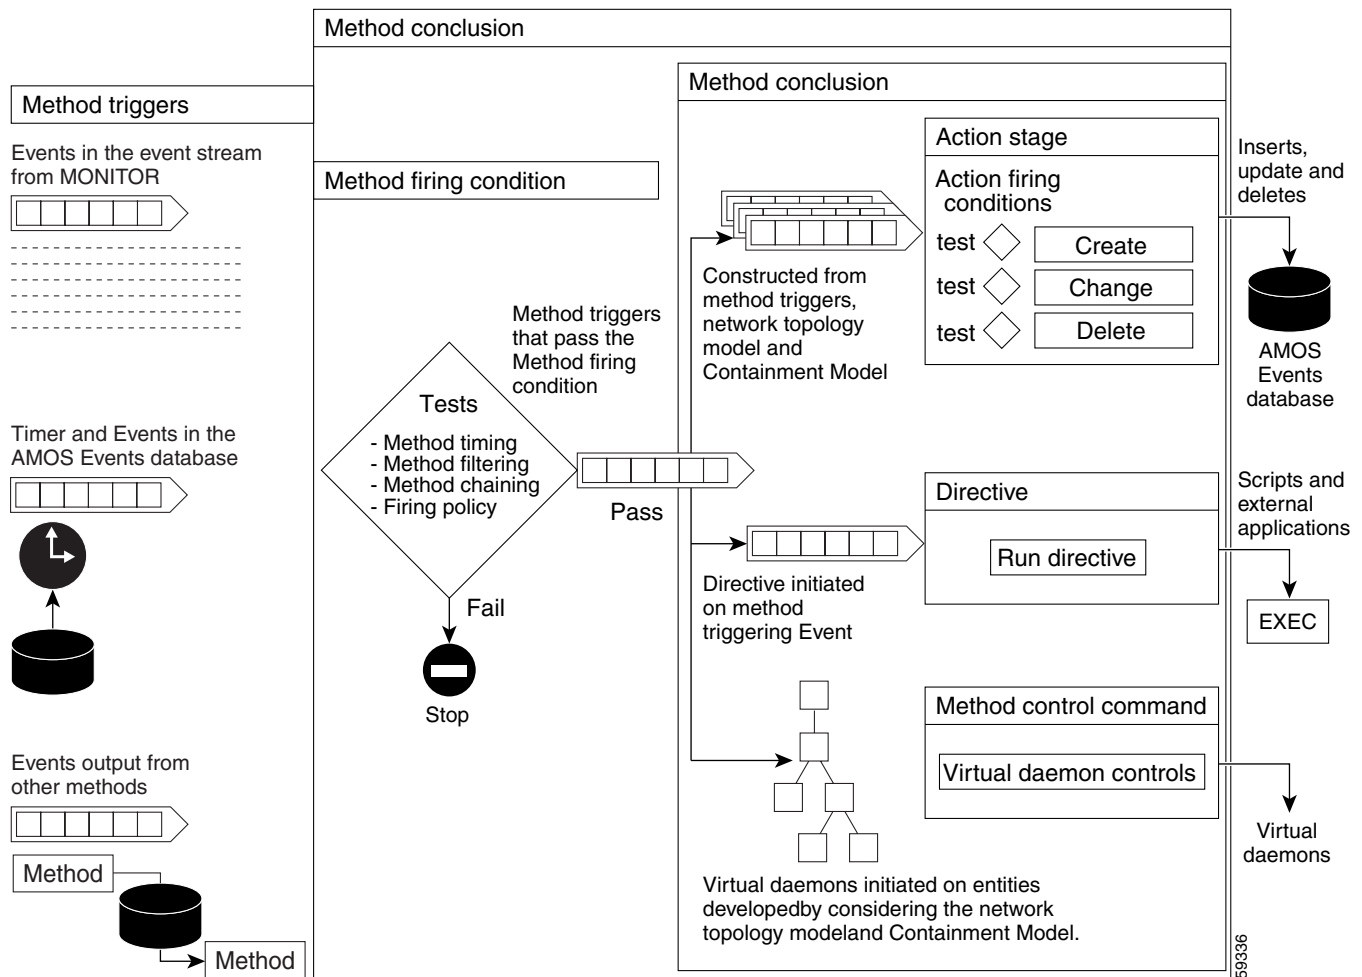 Method conclusion
Method triggers
Events in the event stream
from MONITOR
Timer and Events in the
AMOS Events database
Events output from
other methods
Method
Method
Method firing condition
Method triggers
that pass the
Method firing
condition
Tests
- Method timing
- Method filtering
- Method chaining
- Firing policy
Pass
Fail
Stop
Method conclusion
Constructed from
method triggers,
network topology
model and
Containment Model
Action stage
Action firing
conditions
test
Create
test
Change
test
Delete
Inserts,
update and
deletes
AMOS
Events
database
Directive initiated
on method
triggering Event
Directive
Run directive
Scripts and
external
applications
EXEC
Method control command
Virtual daemon controls
Virtual
daemons
Virtual daemons initiated on entities
developedby considering the network
topology modeland Containment Model.
59336